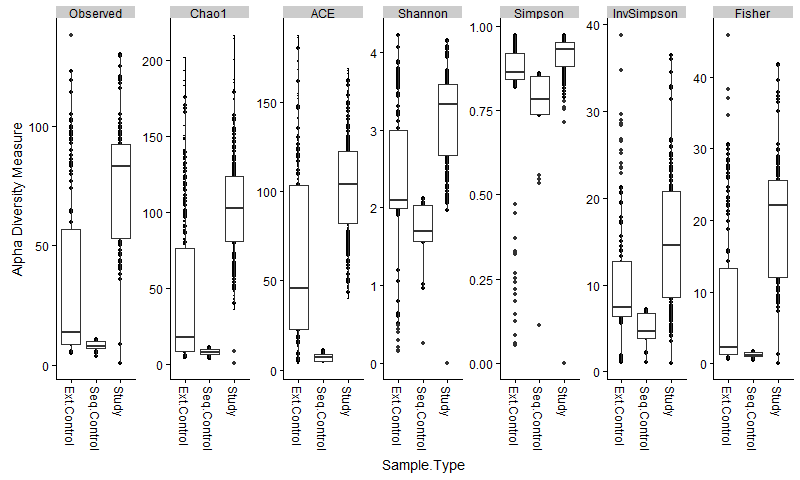 Observed Chao1 ACE Shannon Simpson InvSimpson Fisher
Alpha Diversity Measure
0 50 100
0 50 100 150 200
0 50 100 150
0 1 2 3 4
0.00 0.25 0.50 0.75 1.00
0 10 20 30 40
0 10 20 30 40
Ext.Control Seq.Control Study
Ext.Control Seq.Control Study
Ext.Control Seq.Control Study
Ext.Control Seq.Control Study
Ext.Control Seq.Control Study
Ext.Control Seq.Control Study
Ext.Control Seq.Control Study
Sample.Type